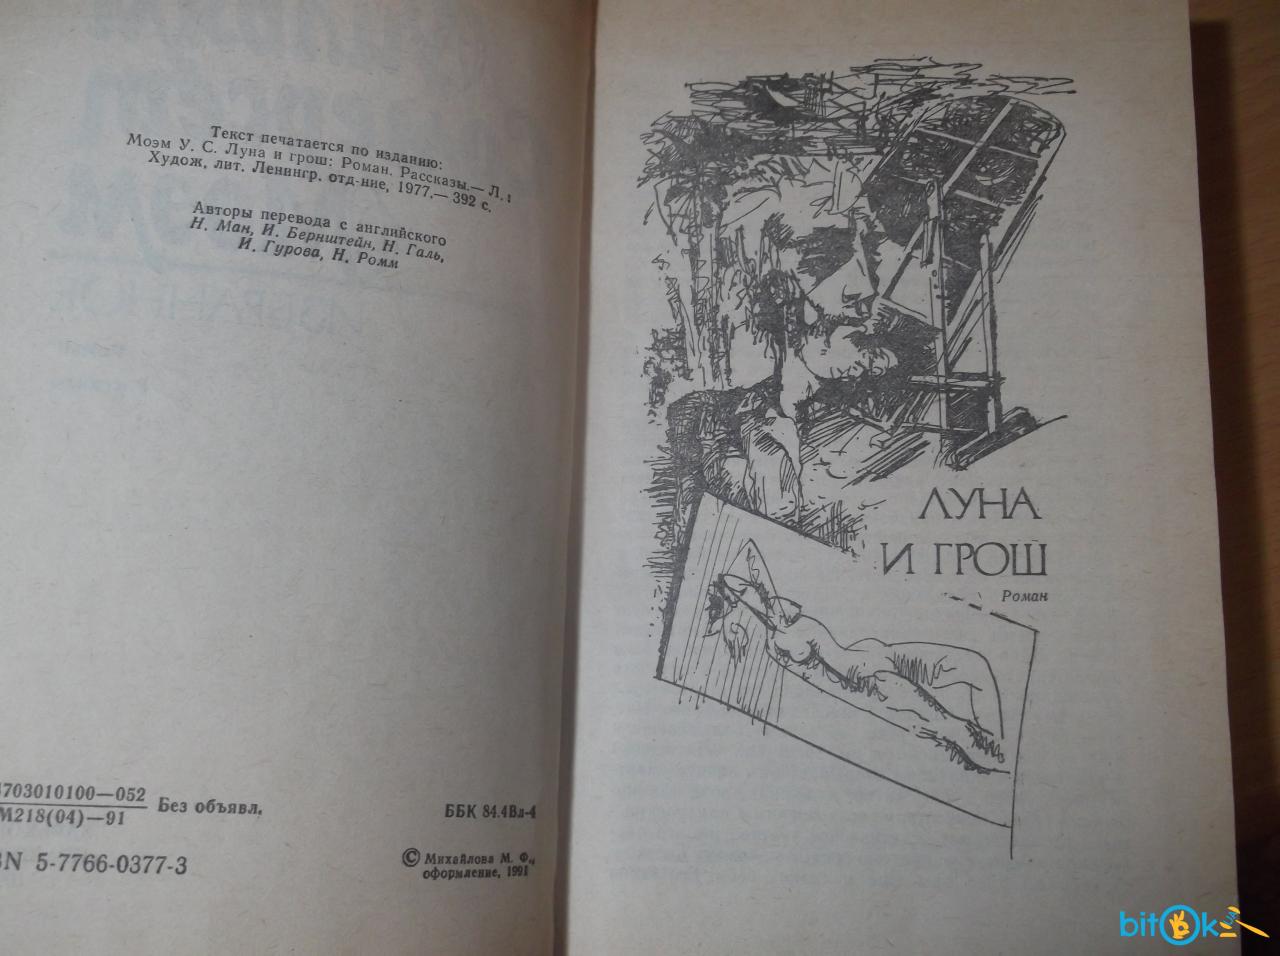 Текст печатается по изданию:
Моэм У. С. Луна и грош: Роман. Рассказы.— Л.:
Худож. лит. Ленингр. отд-ние, 1977.— 392 с.
Авторы перевода с английского
Н. Ман, И. Бернштейн, Н. Галь,
И. Гурова, Н. Ромм
4703010100—052
М218(04)—91
Без объявл.
ББК 84.4Вл-4
ISBN 5-7766-0377-3
© Михайлова М. Ф.,
оформление, 1991
ЛУНА
И ГРОШ
Роман
bitOk